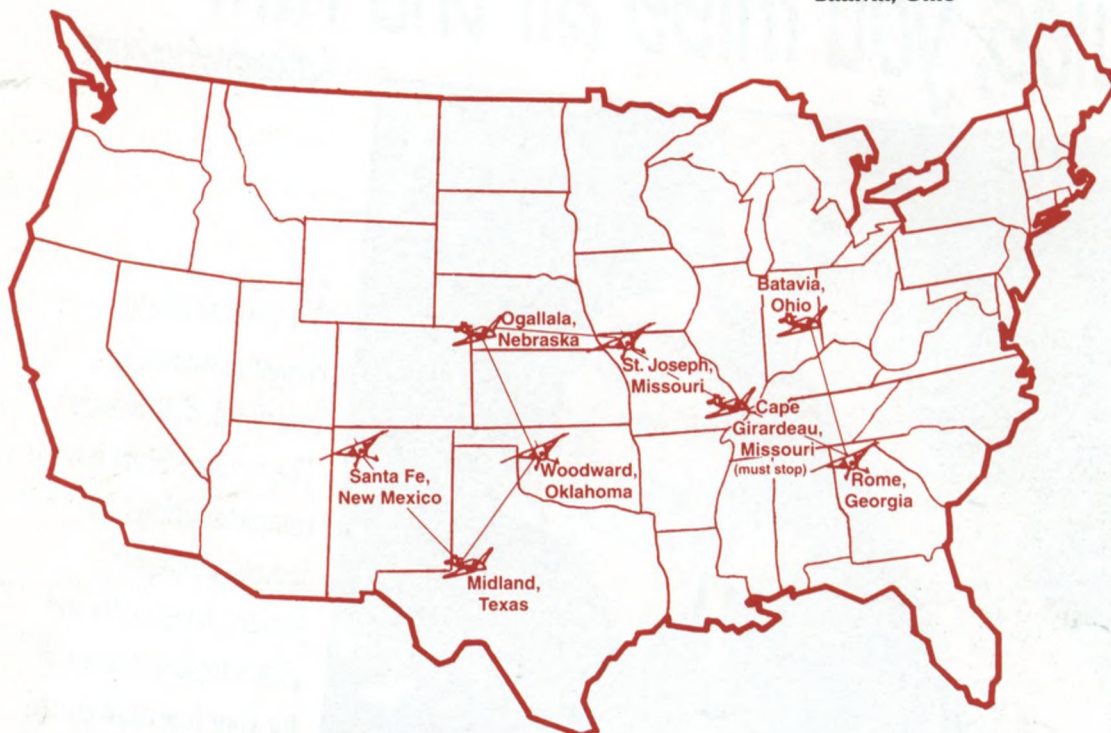 Batavia,
Ohio
Ogallala,
Nebraska
St. Joseph,
Missouri
Cape
Girardeau,
Missouri
(must stop)
Santa Fe,
New Mexico
Woodward,
Oklahoma
Rome,
Georgia
Midland,
Texas